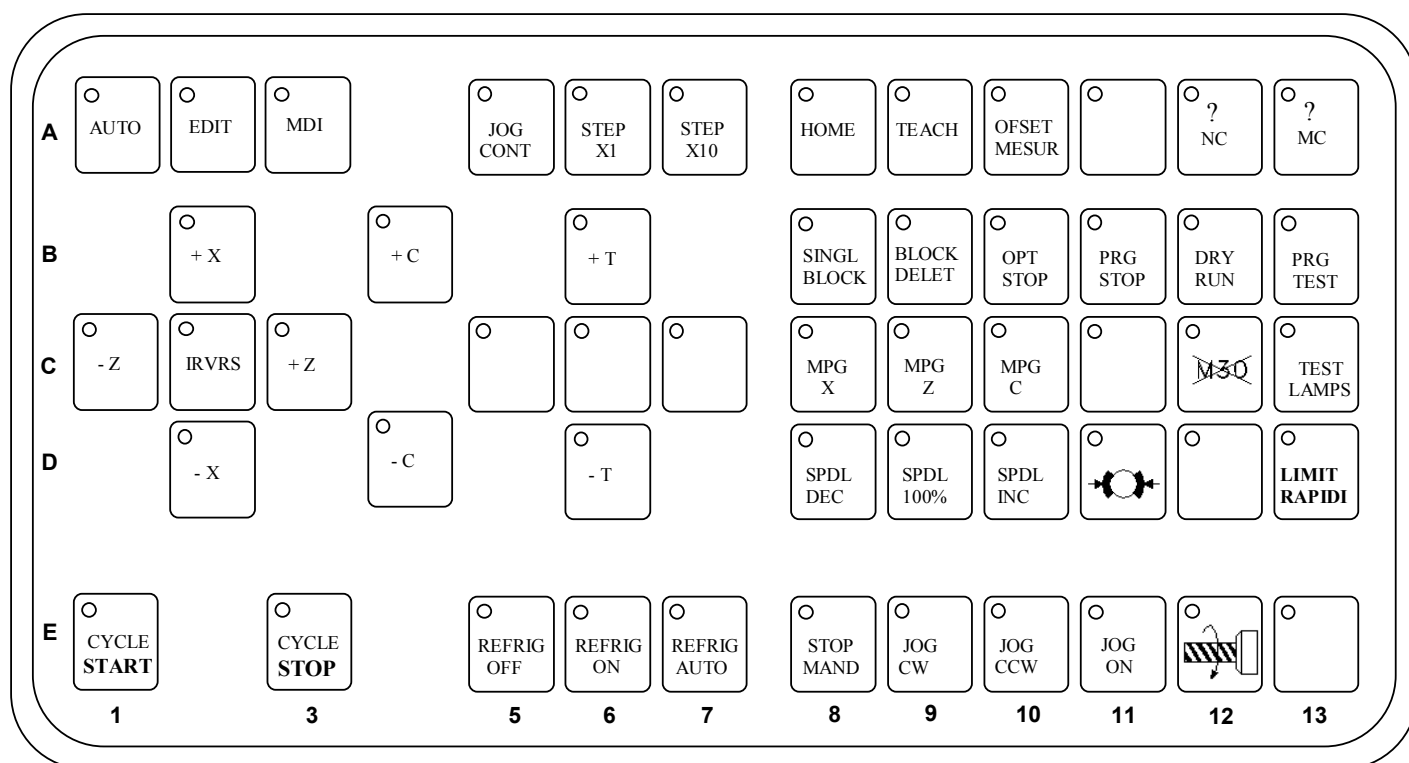 A
AUTO
EDIT
MDI
JOG
CONT
STEP
X1
STEP
X10
HOME
TEACH
OFSET
MESUR
?
NC
?
MC
B
+ X
+ C
+ T
SINGL
BLOCK
BLOCK
DELET
OPT
STOP
PRG
STOP
DRY
RUN
PRG
TEST
C
- Z
IRVRS
+ Z
MPG
X
MPG
Z
MPG
C
M30
TEST
LAMPS
D
- X
- C
- T
SPDL
DEC
SPDL
100%
SPDL
INC
LIMIT
RAPIDI
E
CYCLE
START
CYCLE
STOP
REFRIG
OFF
REFRIG
ON
REFRIG
AUTO
STOP
MAND
JOG
CW
JOG
CCW
JOG
ON
1
3
5
6
7
8
9
10
11
12
13